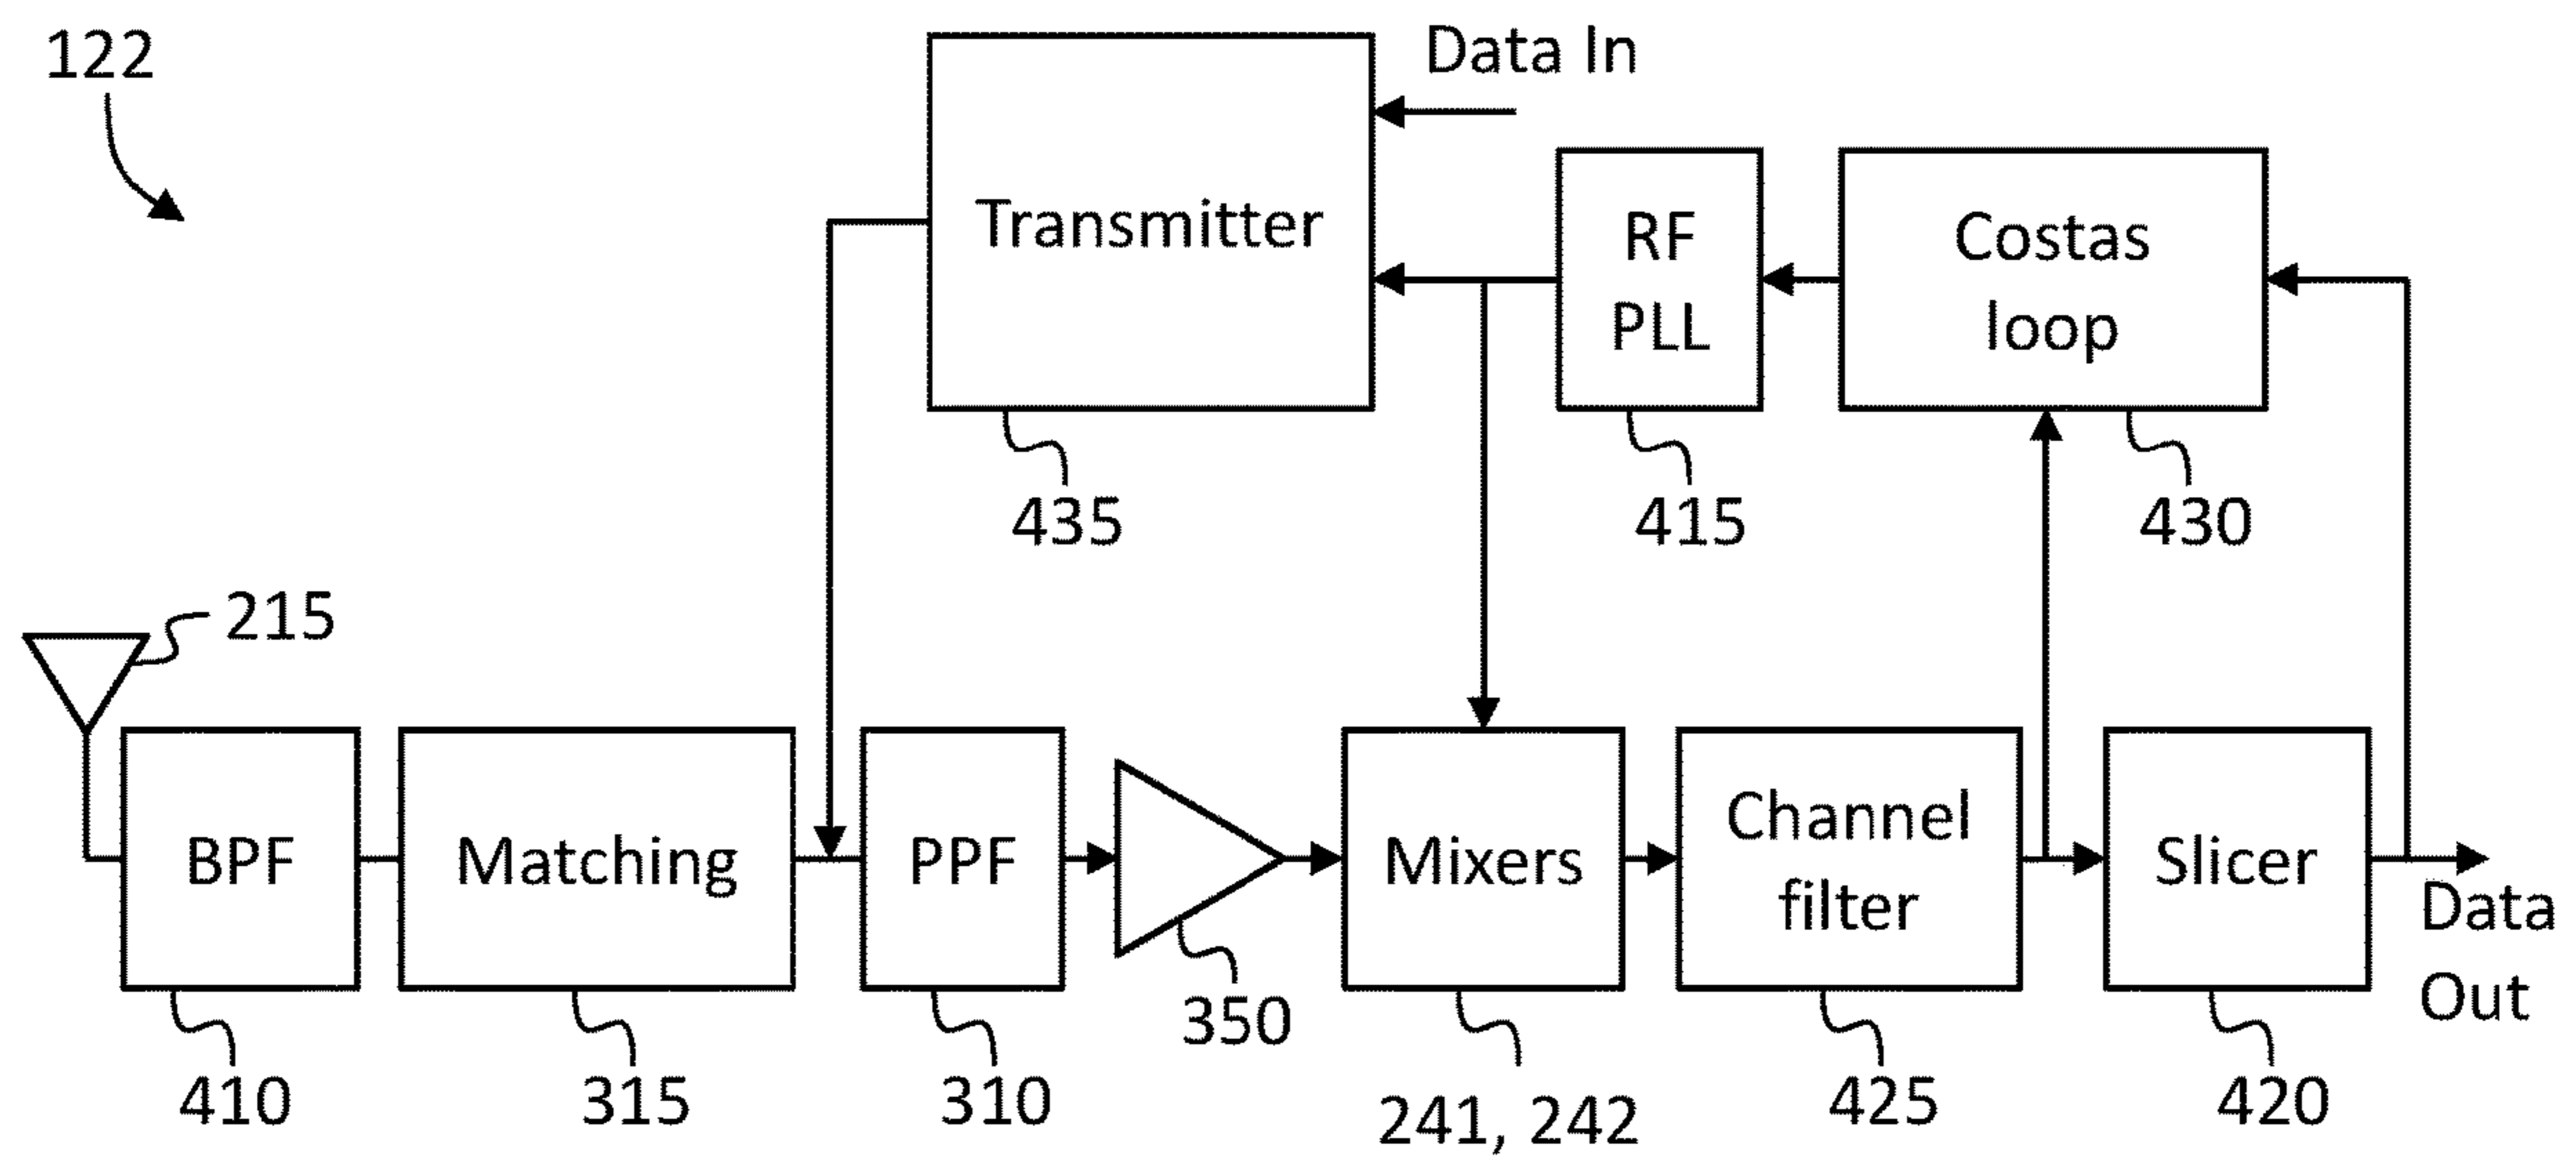 122
Data In
Transmitter
RF
PLL
Costas
loop
435
415
430
215
BPF
Matching
PPF
Mixers
Channel
filter
Slicer
Data
Out
410
315
310
350
241, 242
425
420